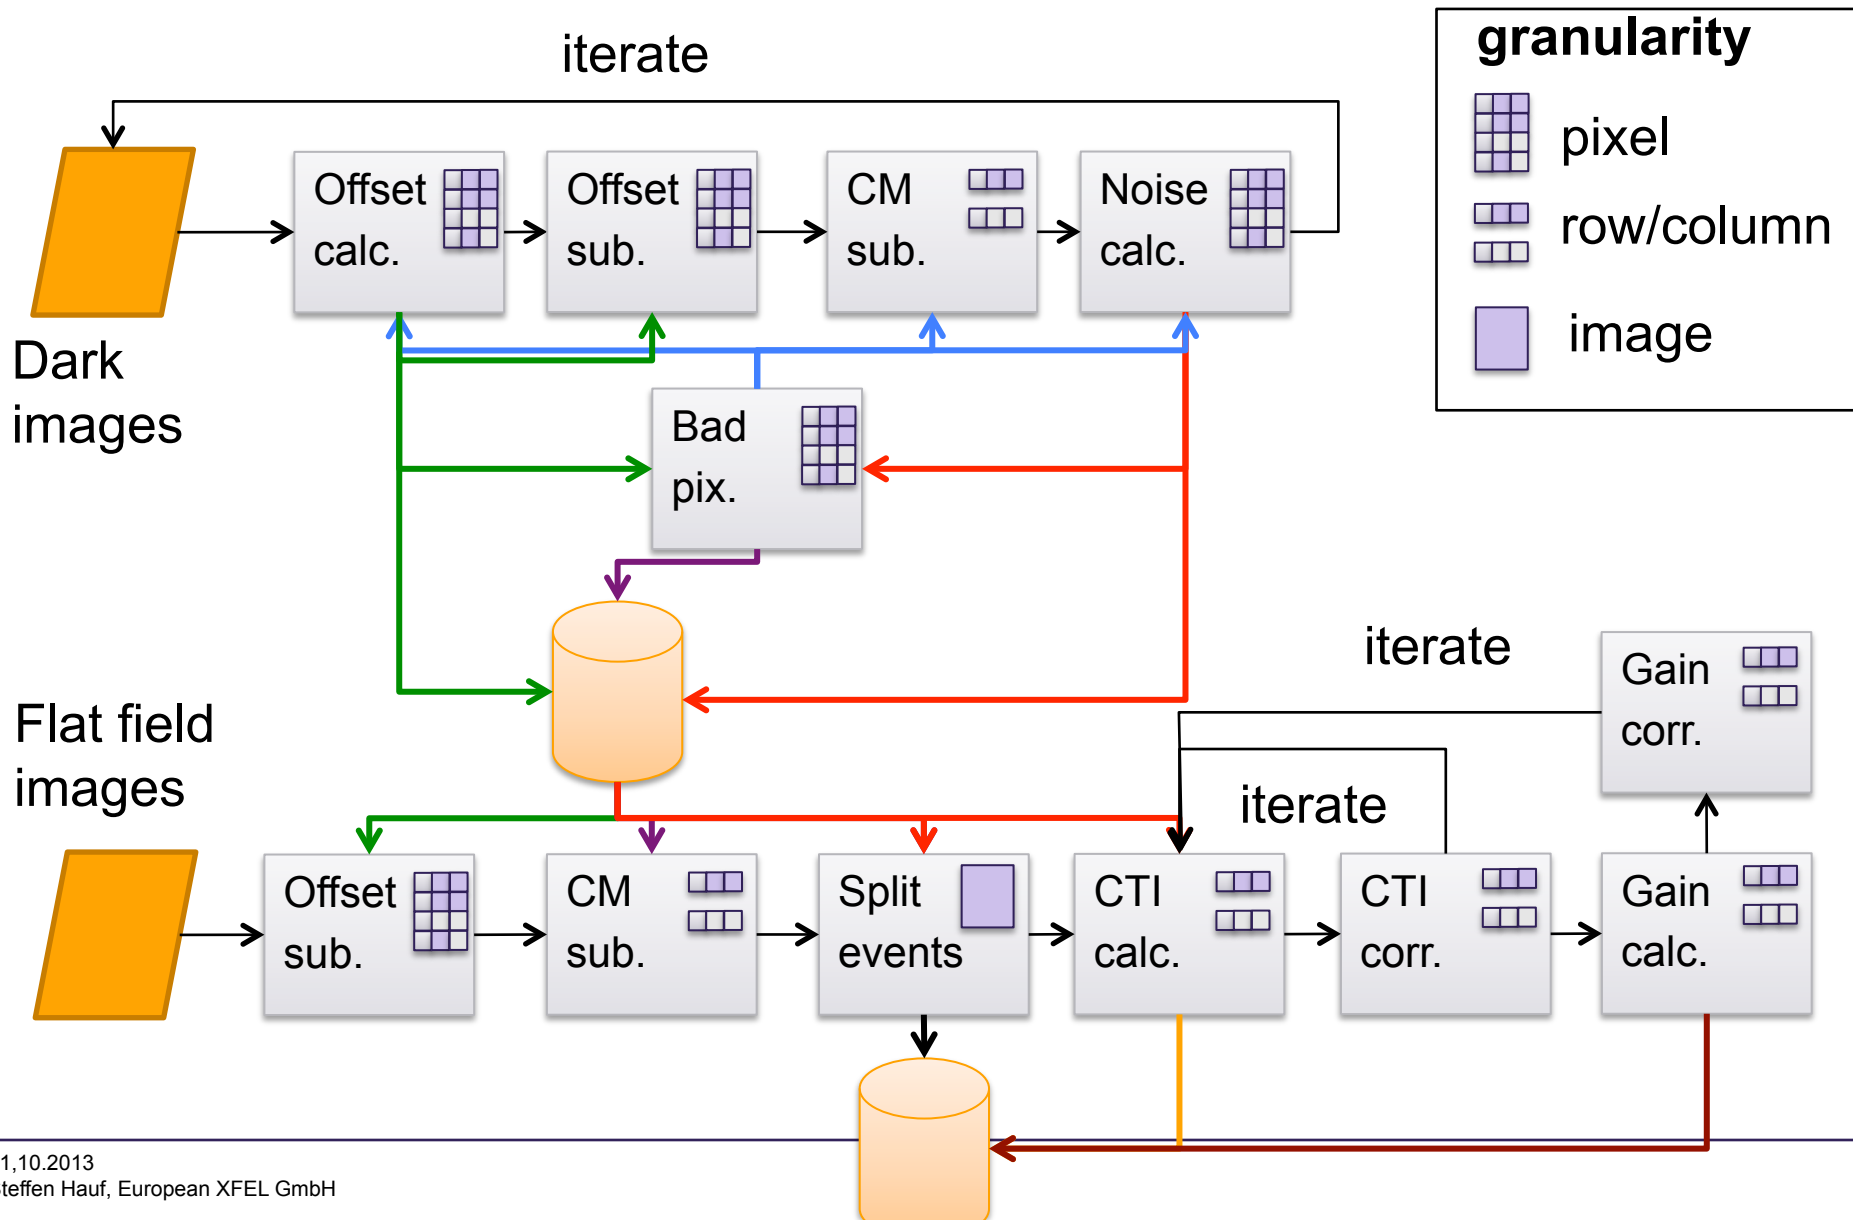 iterate
granularity
pixel
row/column
image
Offset
calc.
Offset
sub.
CM
sub.
Noise
calc.
Dark
images
Bad
pix.
iterate
Gain
corr.
Flat field
images
iterate
Offset
sub.
CM
sub.
Split
events
CTI
calc.
CTI
corr.
Gain
calc.
1,10.2013
Steffen Hauf, European XFEL GmbH